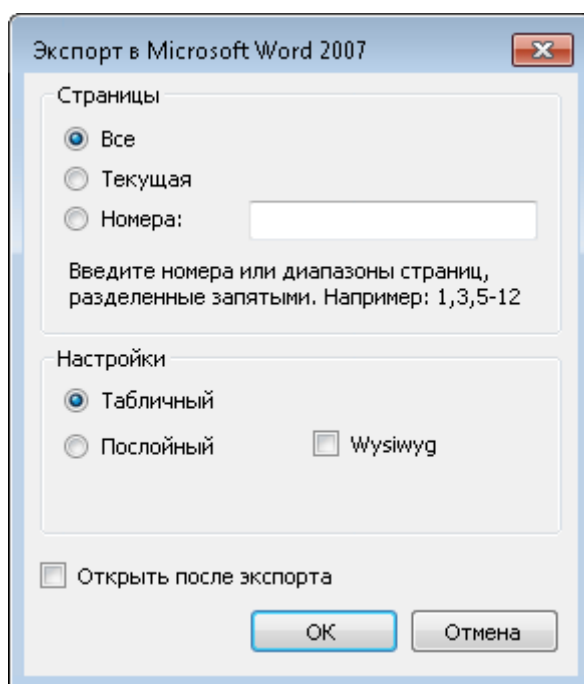 Экспорт в Microsoft Word 2007
Страницы
Все
Текущая
Номера:
Введите номера или диапазоны страниц,
разделенные запятыми. Например: 1,3,5-12
Настройки
Табличный
Послойный Wysiwyg
Открыть после экспорта
OK Отмена